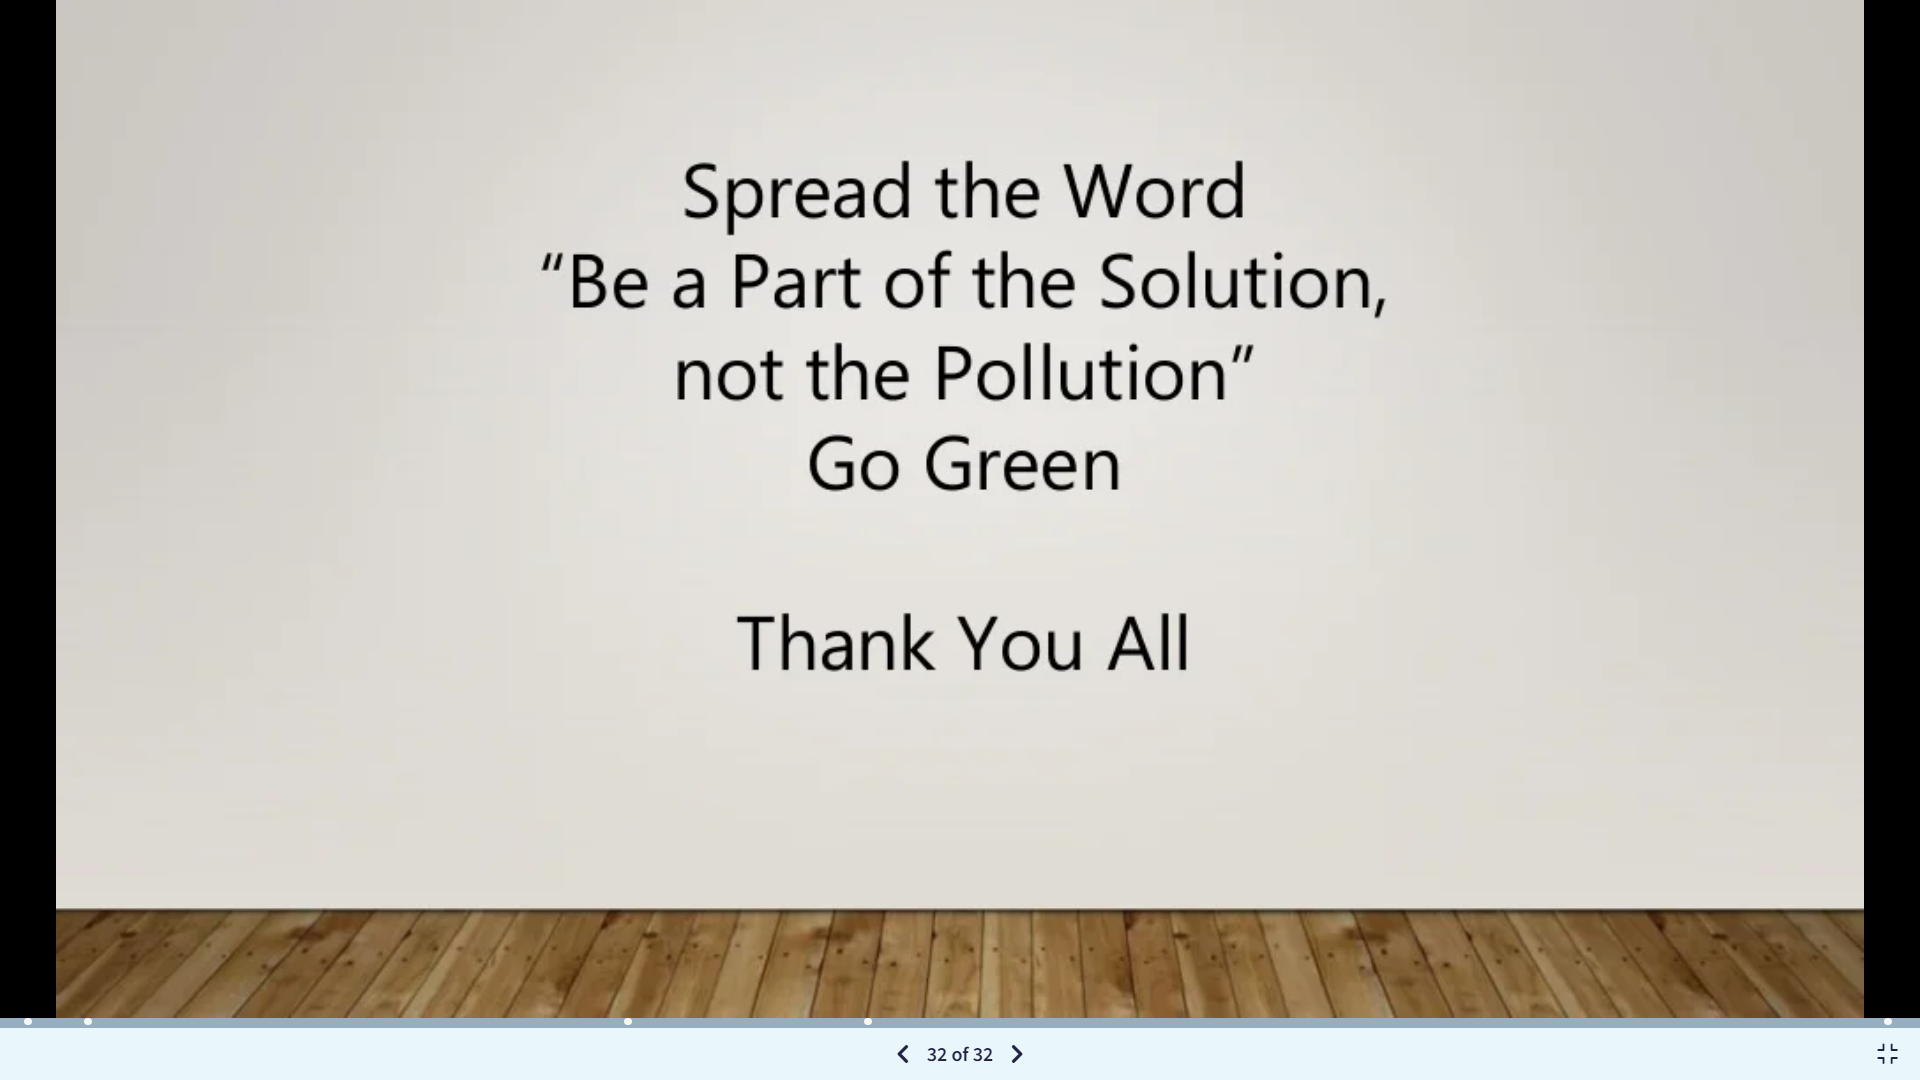 Spread the Word
“Be a Part of the Solution,
not the Pollution”
Go Green
Thank You All
32 of 32